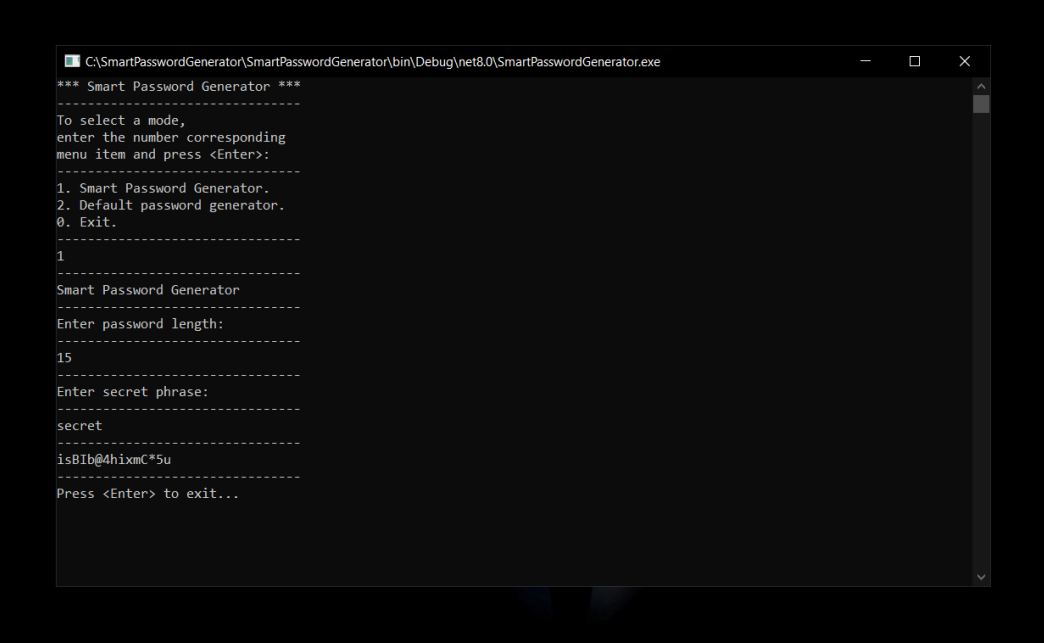 C:\SmartPasswordGenerator\SmartPasswordGenerator\bin\Debug\net8.0\SmartPasswordGenerator.exe
*** Smart Password Generator ***
--------------------------------
To select a mode,
enter the number corresponding
menu item and press <Enter>:
--------------------------------
1. Smart Password Generator.
2. Default password generator.
0. Exit.
--------------------------------
1
--------------------------------
Smart Password Generator
--------------------------------
Enter password length:
--------------------------------
15
--------------------------------
Enter secret phrase:
--------------------------------
secret
--------------------------------
isBIb@4hixmC*5u
--------------------------------
Press <Enter> to exit...